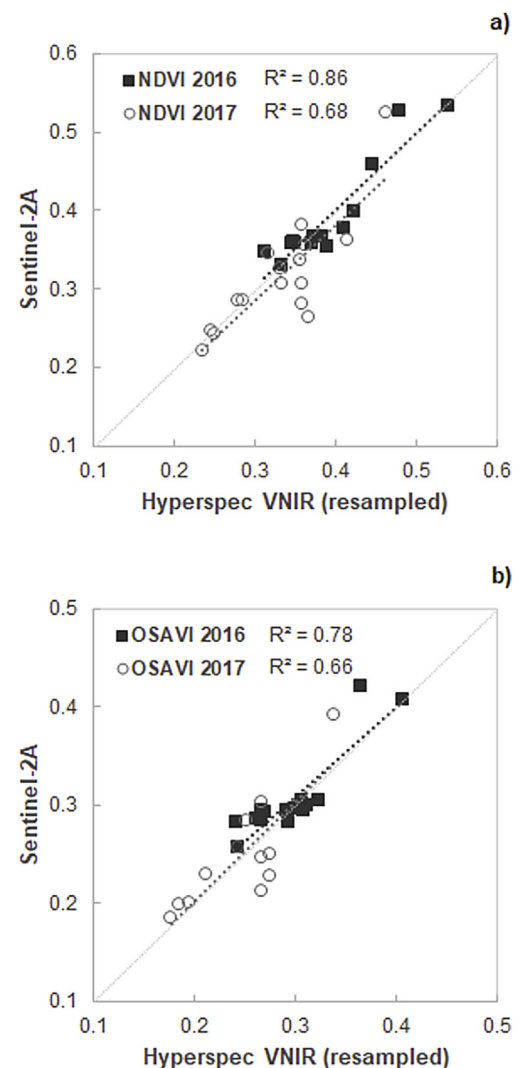 a)
0.6
NDVI 2016 R² = 0.86
NDVI 2017 R² = 0.68
0.5
0.4
0.3
0.2
0.1
Sentinel-2A
0.1 0.2 0.3 0.4 0.5 0.6
Hyperspec VNIR (resampled)
b)
0.5
OSAVI 2016 R² = 0.78
OSAVI 2017 R² = 0.66
0.4
0.3
0.2
0.1
Sentinel-2A
0.1 0.2 0.3 0.4 0.5
Hyperspec VNIR (resampled)